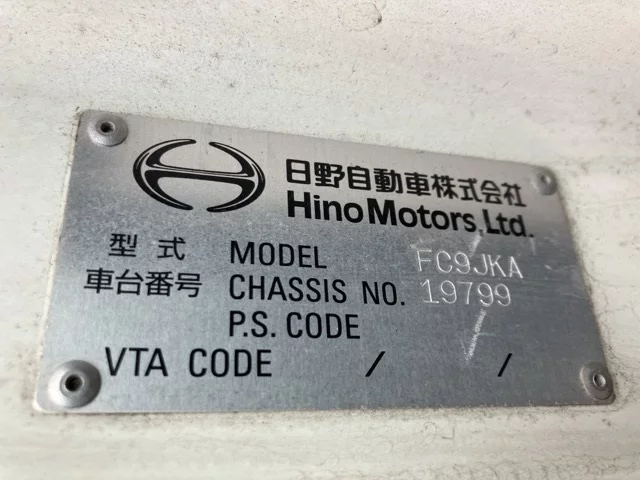 日野自動車株式会社
Hino Motors, Ltd.
型式 MODEL FC9JKA
車台番号 CHASSIS NO. 19799
P.S. CODE
VTA CODE / /